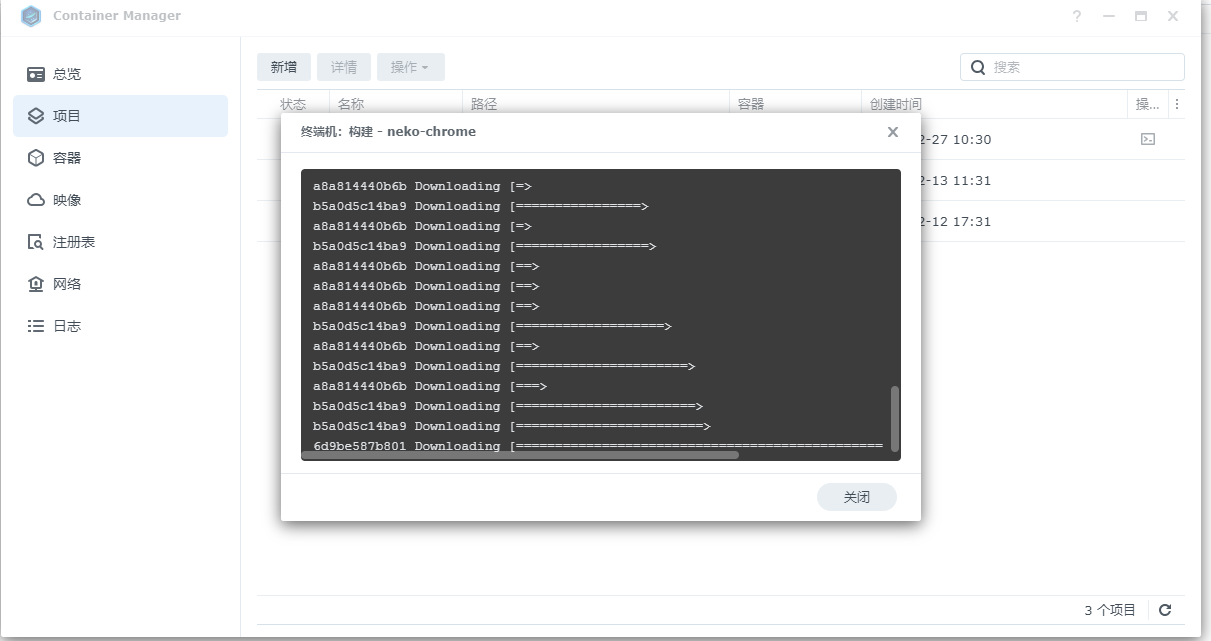 Container Manager
总览
项目
容器
映像
注册表
网络
日志
新增
详情
操作
搜索
状态
名称
路径
容器
创建时间
操...
2-27 10:30
2-13 11:31
2-12 17:31
终端机: 构建 - neko-chrome
a8a814440b6b Downloading [=>
b5a0d5c14ba9 Downloading [================>
a8a814440b6b Downloading [=>
b5a0d5c14ba9 Downloading [=================>
a8a814440b6b Downloading [==>
a8a814440b6b Downloading [==>
a8a814440b6b Downloading [==>
b5a0d5c14ba9 Downloading [===================>
a8a814440b6b Downloading [==>
b5a0d5c14ba9 Downloading [======================>
a8a814440b6b Downloading [===>
b5a0d5c14ba9 Downloading [=======================>
b5a0d5c14ba9 Downloading [========================>
6d9be587b801 Downloading [===============================================
关闭
3 个项目